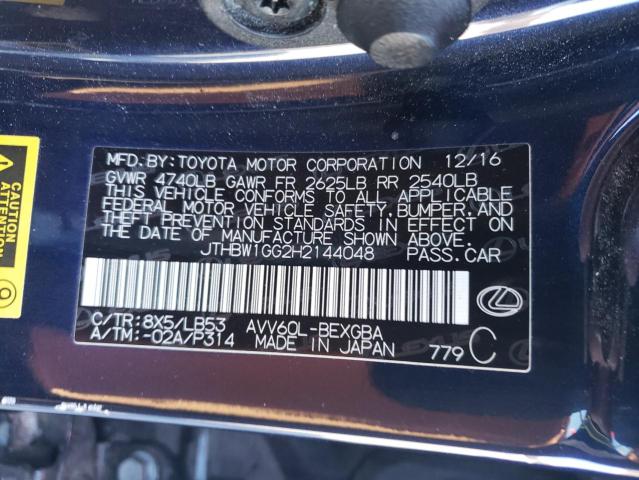 MFD.BY:TOYOTA MOTOR CORPORATION 12/16
GVWR 4740LB GAWR FR 2625LB RR 2540LB
THIS VEHICLE CONFORMS TO ALL APPLICABLE
FEDERAL MOTOR VEHICLE SAFETY,BUMPER,AND
THEFT PREVENTION STANDARDS IN EFFECT ON
THE DATE OF MANUFACTURE SHOWN ABOVE.
JTHBW1GG2H2144048 PASS.CAR
C/TR:8X5/LB53 AVV60L-BEXGBA
A/TM:-02A/P314 MADE IN JAPAN 779 C
CAUTION
ATTENTION